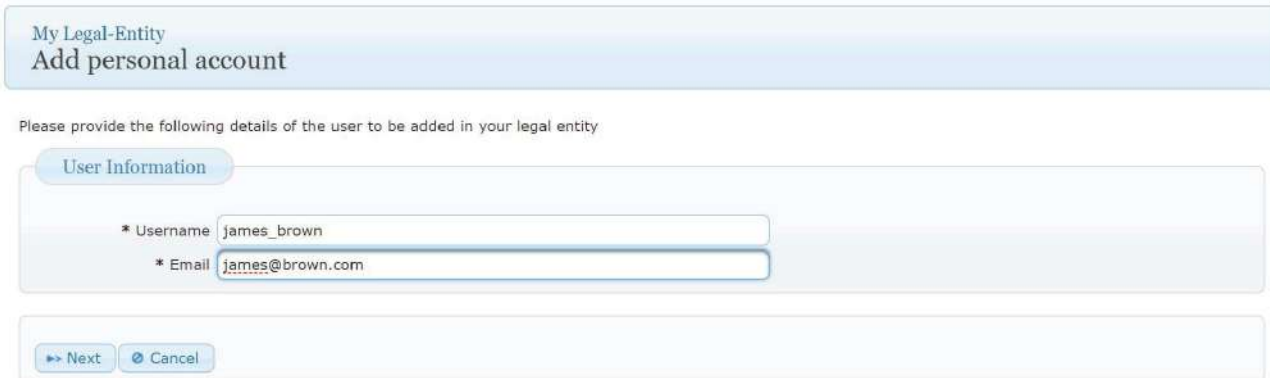 My Legal-Entity
Add personal account
Please provide the following details of the user to be added in your legal entity
User Information
* Username james_brown
* Email james@brown.com
Next Cancel